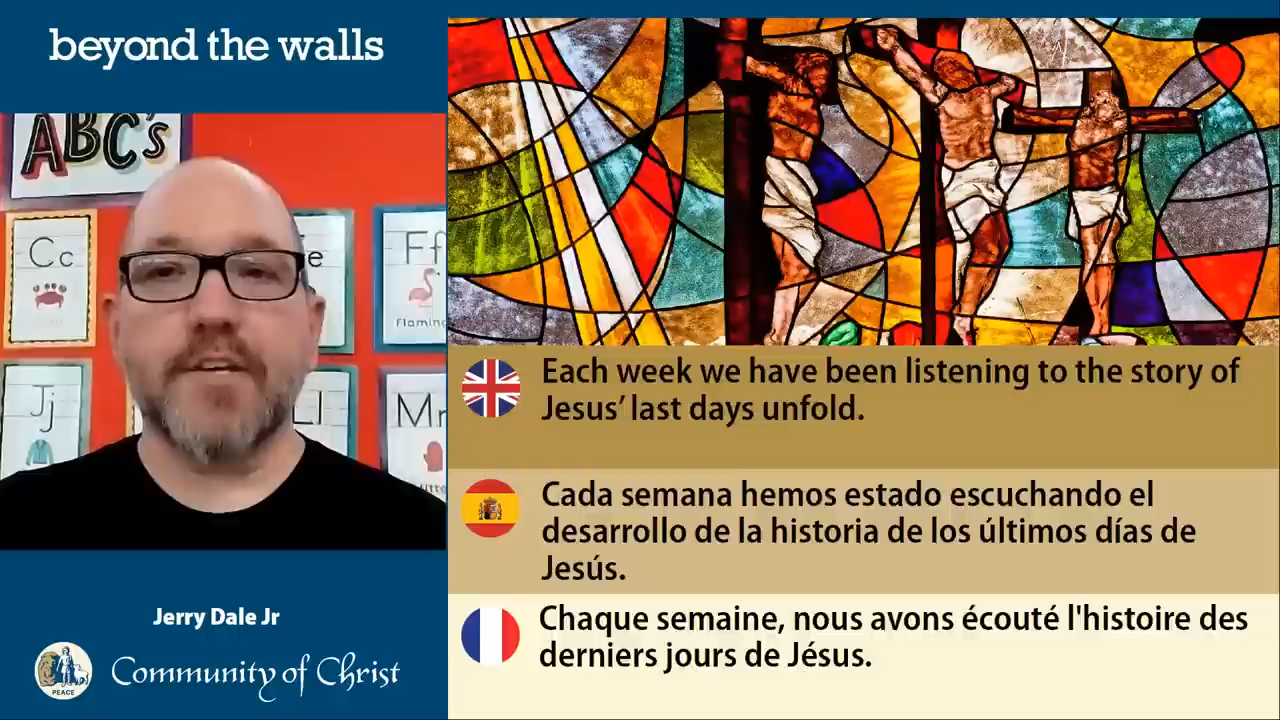 beyond the walls
ABC's
Cc
e
Ff
Flaming
Jj
Ll
Mm
Jerry Dale Jr
PEACE
Community of Christ
Each week we have been listening to the story of
Jesus’ last days unfold.
Cada semana hemos estado escuchando el
desarrollo de la historia de los últimos días de
Jesús.
Chaque semaine, nous avons écouté l'histoire des
derniers jours de Jésus.